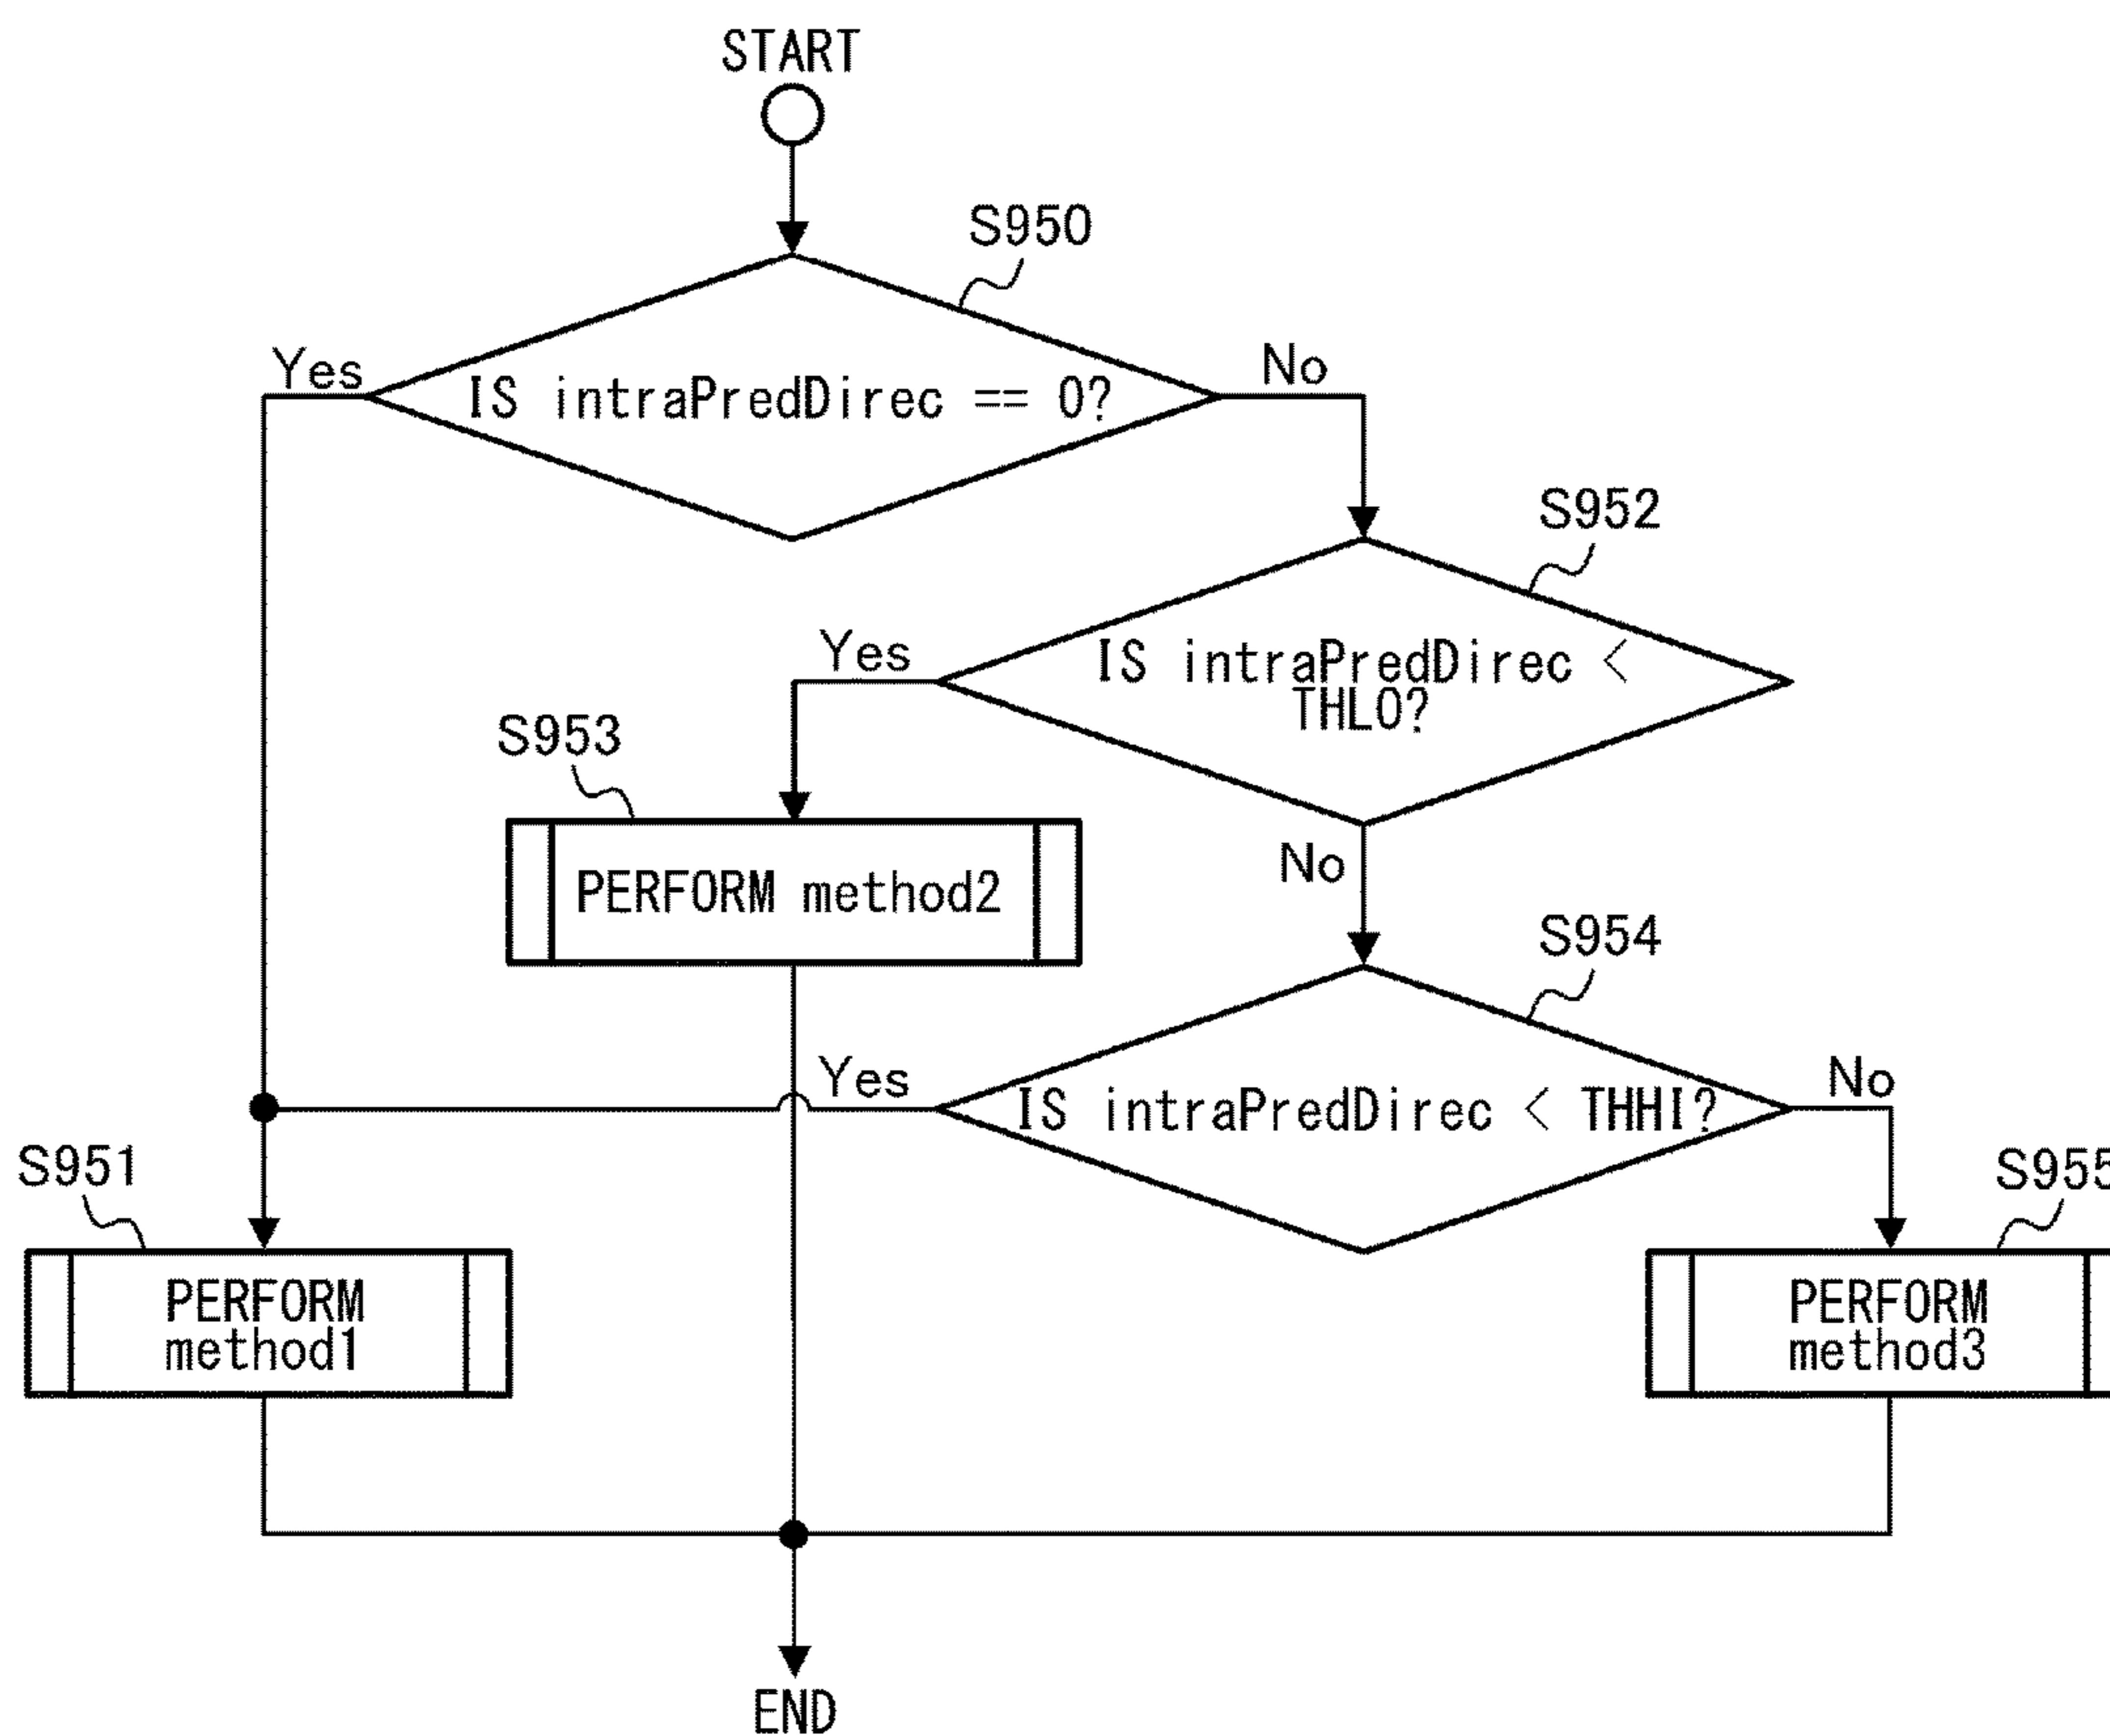 START
S950
Yes
No
IS intraPredDirec == 0?
S952
Yes
IS intraPredDirec <
THLO?
S953
No
PERFORM method2
S954
Yes
No
IS intraPredDirec < THHI?
S951
S955
PERFORM
method1
PERFORM
method3
END